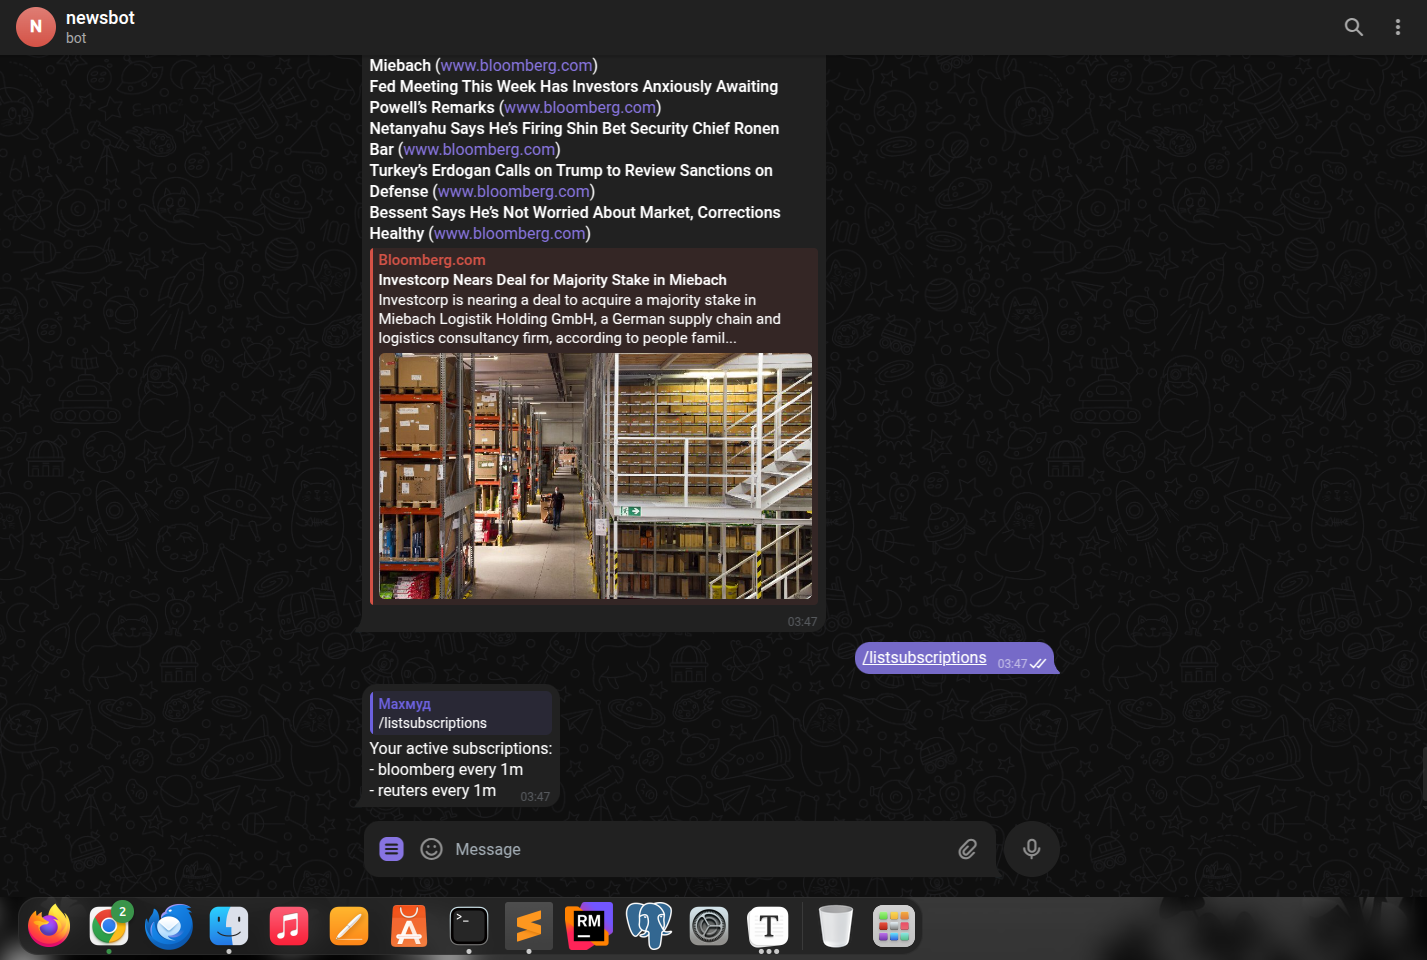 N
newsbot
bot
Miebach (www.bloomberg.com)
Fed Meeting This Week Has Investors Anxiously Awaiting
Powell’s Remarks (www.bloomberg.com)
Netanyahu Says He’s Firing Shin Bet Security Chief Ronen
Bar (www.bloomberg.com)
Turkey’s Erdogan Calls on Trump to Review Sanctions on
Defense (www.bloomberg.com)
Bessent Says He’s Not Worried About Market, Corrections
Healthy (www.bloomberg.com)
Bloomberg.com
Investcorp Nears Deal for Majority Stake in Miebach
Investcorp is nearing a deal to acquire a majority stake in
Miebach Logistik Holding GmbH, a German supply chain and
logistics consultancy firm, according to people famil...
03:47
/listsubscriptions 03:47
Махмуд
/listsubscriptions
Your active subscriptions:
- bloomberg every 1m
- reuters every 1m 03:47
Message
2
>_
RM
T